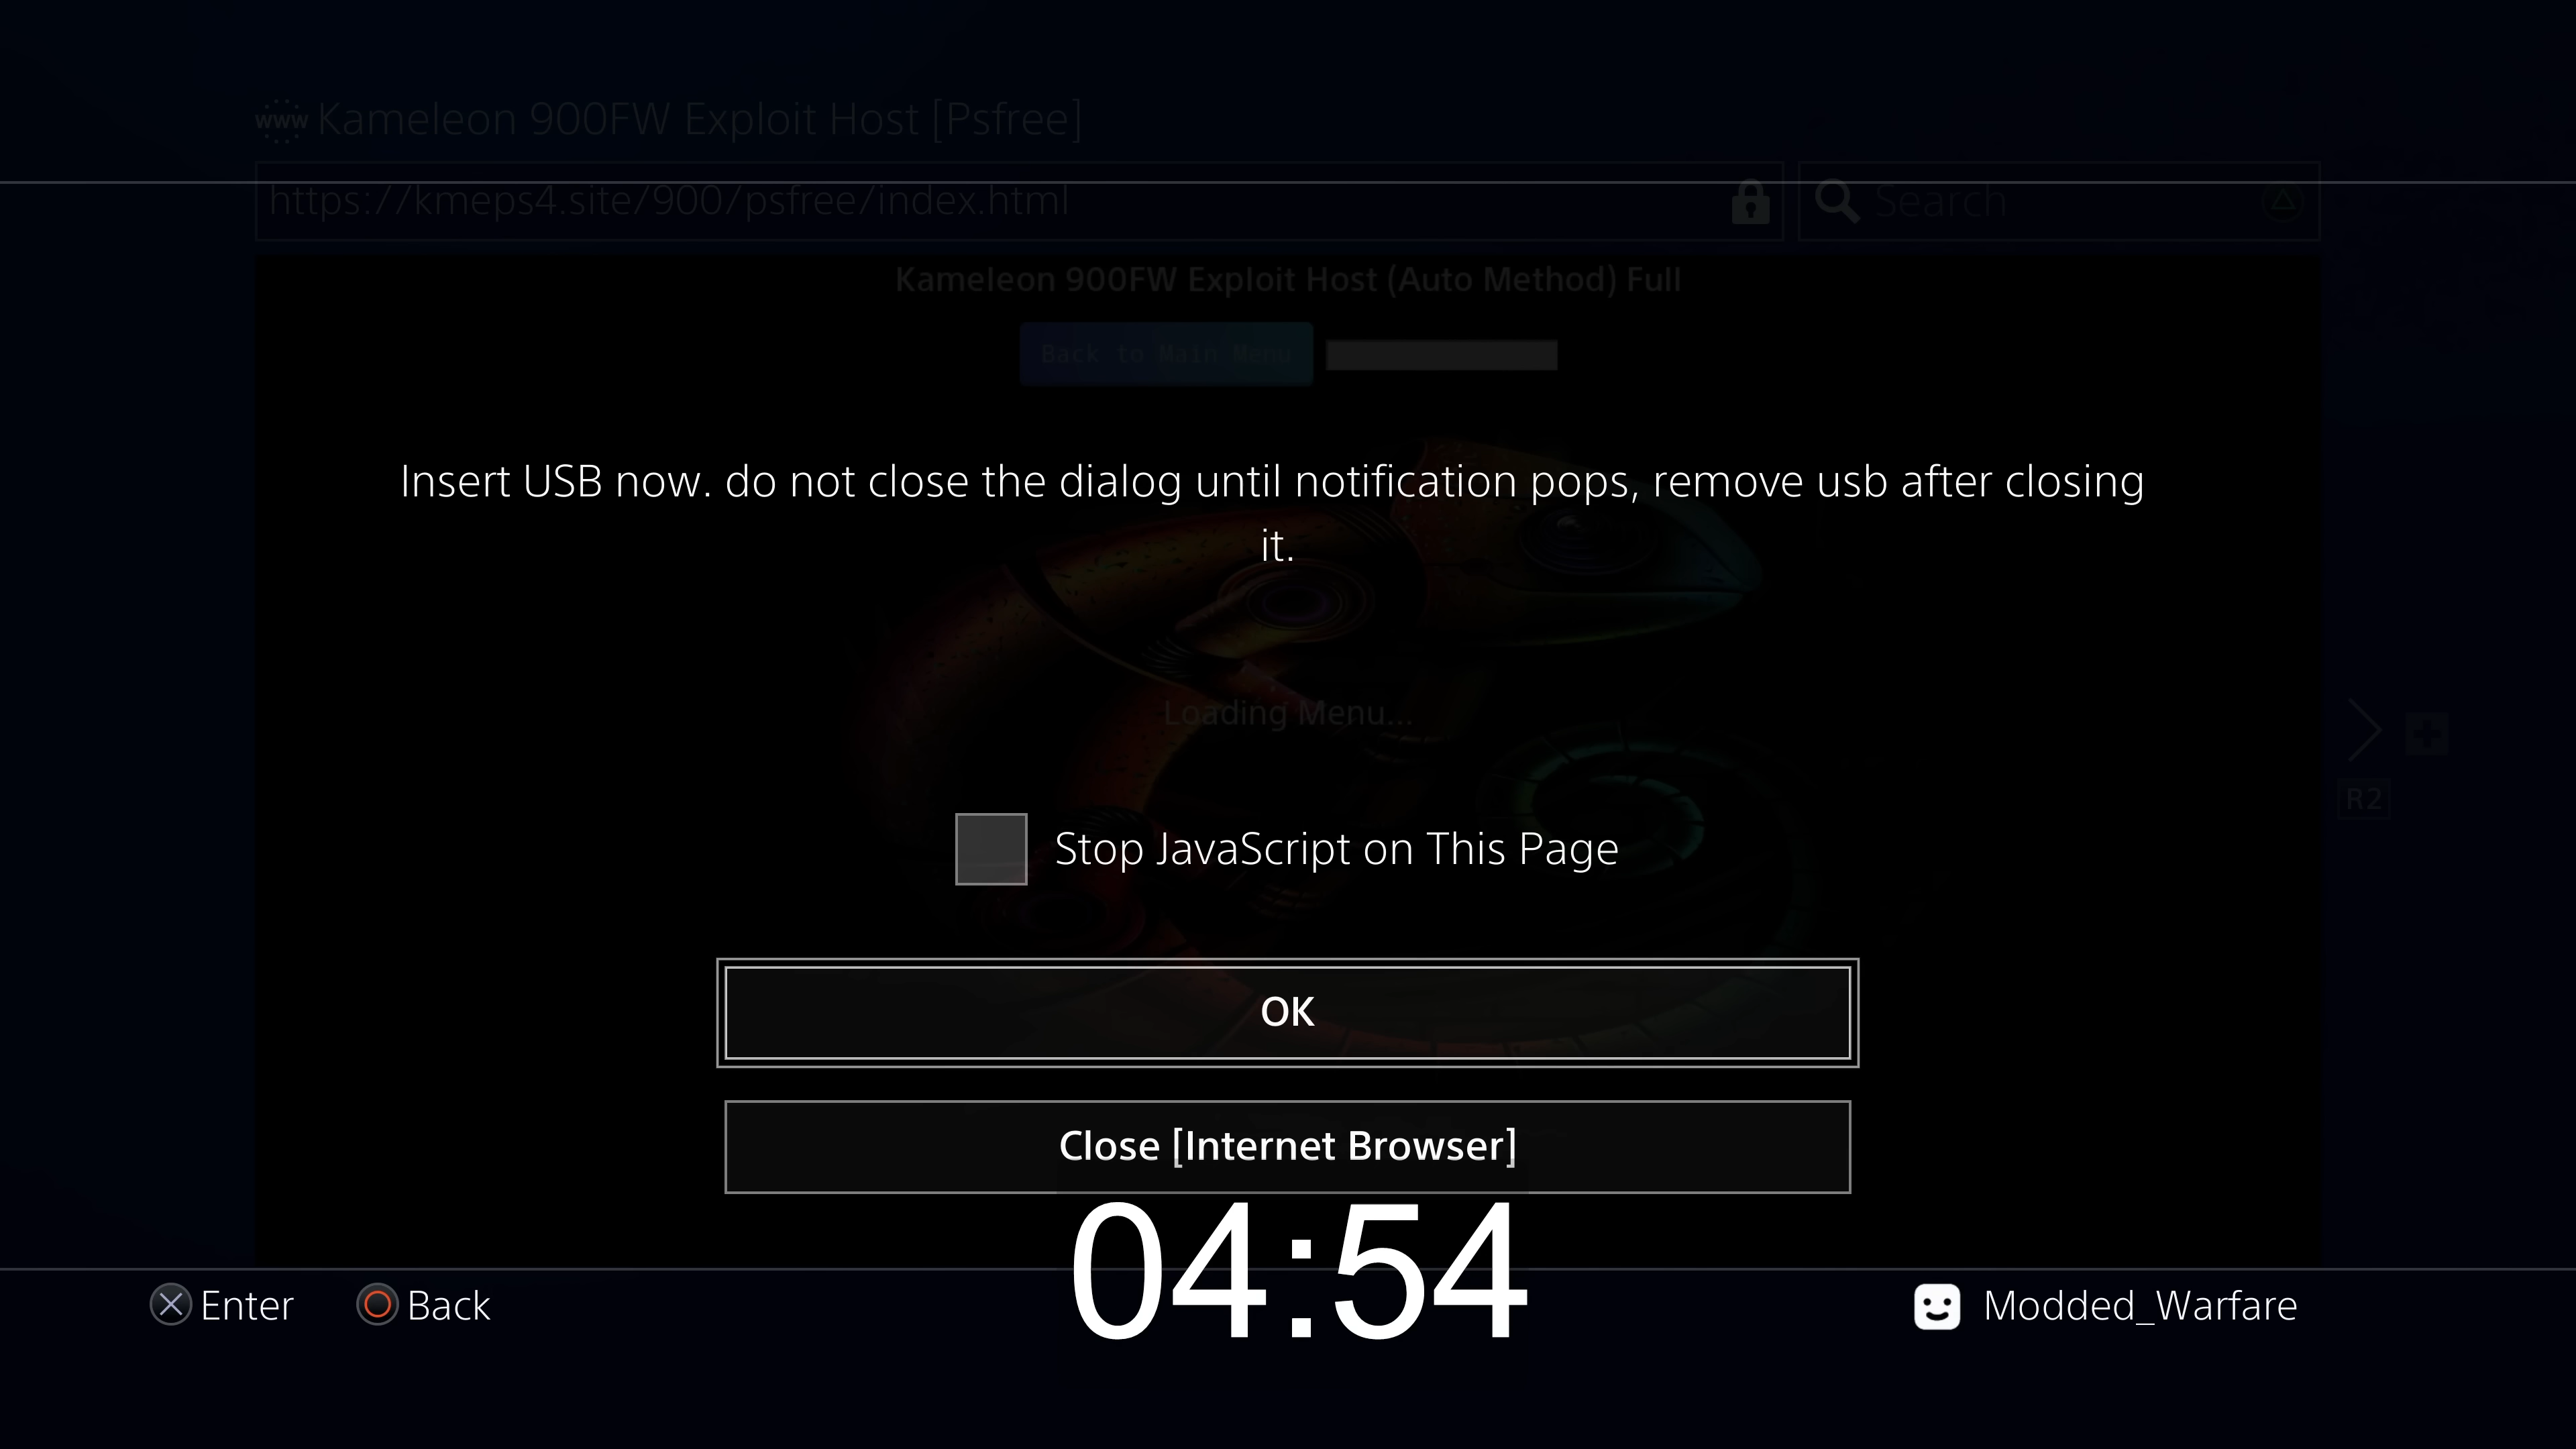 www Kameleon 900FW Exploit Host [Psfree]
https://kmeps4.site/900/psfree/index.html
Search
Kameleon 900FW Exploit Host (Auto Method) Full
Back to Main Menu
Insert USB now. do not close the dialog until notification pops, remove usb after closing
it.
Loading Menu...
R2
Stop JavaScript on This Page
OK
Close [Internet Browser]
04:54
Enter
Back
Modded_Warfare